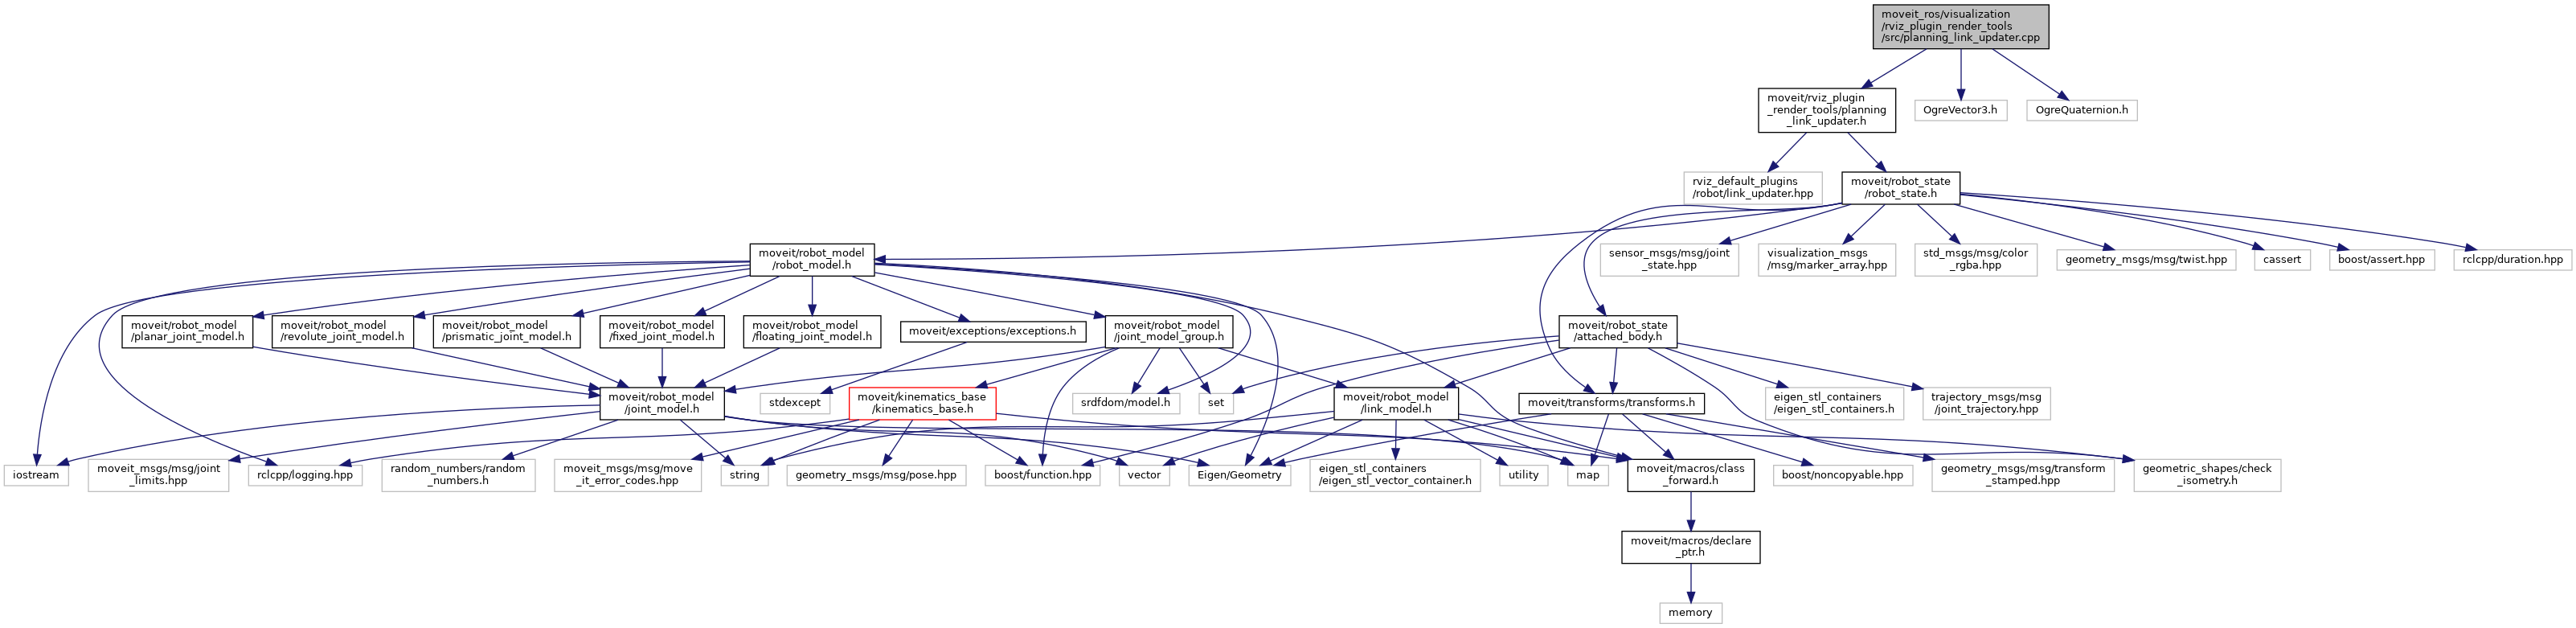 moveit_ros/visualization
/rviz_plugin_render_tools
/src/planning_link_updater.cpp
moveit/rviz_plugin
_render_tools/planning
_link_updater.h
OgreVector3.h
OgreQuaternion.h
rviz_default_plugins
/robot/link_updater.hpp
moveit/robot_state
/robot_state.h
moveit/robot_model
/robot_model.h
sensor_msgs/msg/joint
_state.hpp
visualization_msgs
/msg/marker_array.hpp
std_msgs/msg/color
_rgba.hpp
geometry_msgs/msg/twist.hpp
cassert
boost/assert.hpp
rclcpp/duration.hpp
moveit/robot_model
/planar_joint_model.h
moveit/robot_model
/revolute_joint_model.h
moveit/robot_model
/prismatic_joint_model.h
moveit/robot_model
/fixed_joint_model.h
moveit/robot_model
/floating_joint_model.h
moveit/exceptions/exceptions.h
moveit/robot_model
/joint_model_group.h
moveit/robot_state
/attached_body.h
moveit/robot_model
/joint_model.h
stdexcept
moveit/kinematics_base
/kinematics_base.h
srdfdom/model.h
set
moveit/robot_model
/link_model.h
moveit/transforms/transforms.h
eigen_stl_containers
/eigen_stl_containers.h
trajectory_msgs/msg
/joint_trajectory.hpp
iostream
moveit_msgs/msg/joint
_limits.hpp
rclcpp/logging.hpp
random_numbers/random
_numbers.h
moveit_msgs/msg/move
_it_error_codes.hpp
string
geometry_msgs/msg/pose.hpp
boost/function.hpp
vector
Eigen/Geometry
eigen_stl_containers
/eigen_stl_vector_container.h
utility
map
moveit/macros/class
_forward.h
boost/noncopyable.hpp
geometry_msgs/msg/transform
_stamped.hpp
geometric_shapes/check
_isometry.h
moveit/macros/declare
_ptr.h
memory